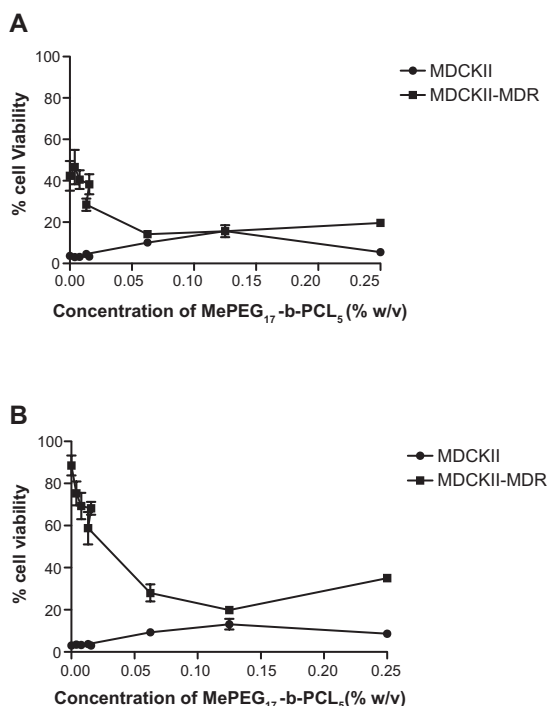 A
100
80
60
40
20
0
% cell Viability
0.00 0.05 0.10 0.15 0.20 0.25
Concentration of MePEG₁₇-b-PCL₅(% w/v)
MDCKII
MDCKII-MDR
B
100
80
60
40
20
0
% cell viability
0.00 0.05 0.10 0.15 0.20 0.25
Concentration of MePEG₁₇-b-PCL₅(% w/v)
MDCKII
MDCKII-MDR